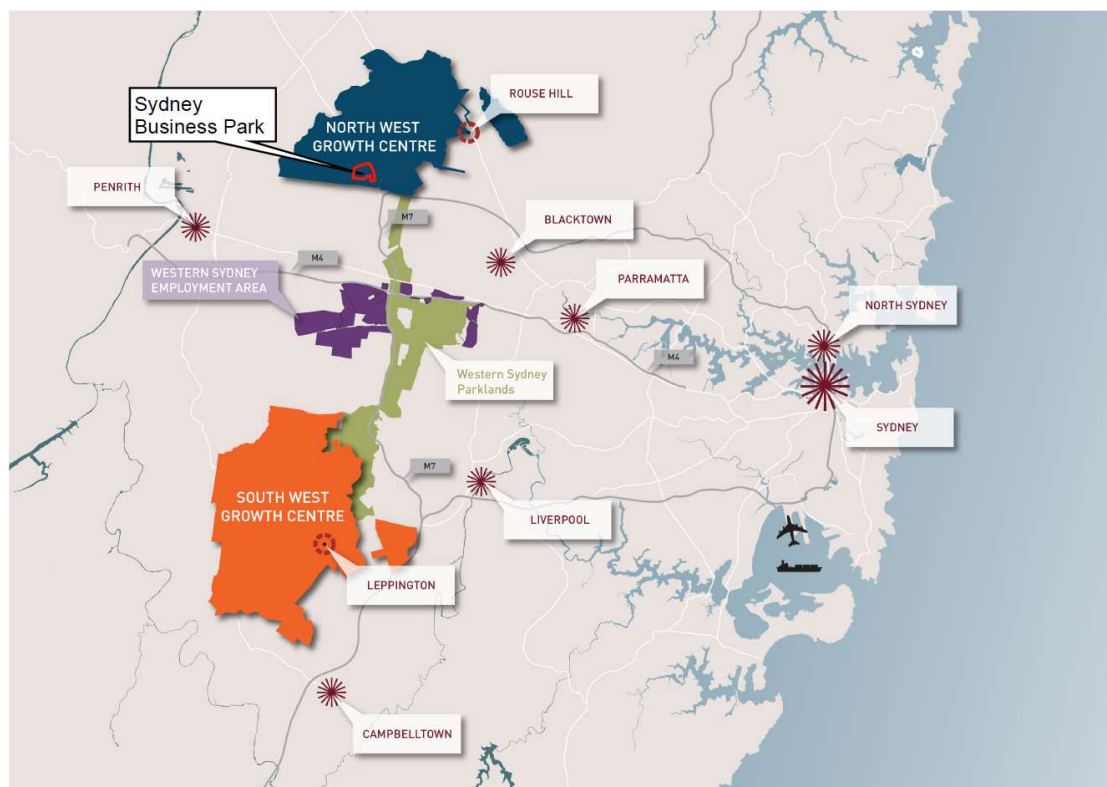 Sydney
Business Park
NORTH WEST
GROWTH CENTRE
ROUSE HILL
PENRITH
M7
BLACKTOWN
M4
WESTERN SYDNEY
EMPLOYMENT AREA
PARRAMATTA
NORTH SYDNEY
M4
Western Sydney
Parklands
SYDNEY
M7
SOUTH WEST
GROWTH CENTRE
LIVERPOOL
LEPPINGTON
CAMPBELLTOWN